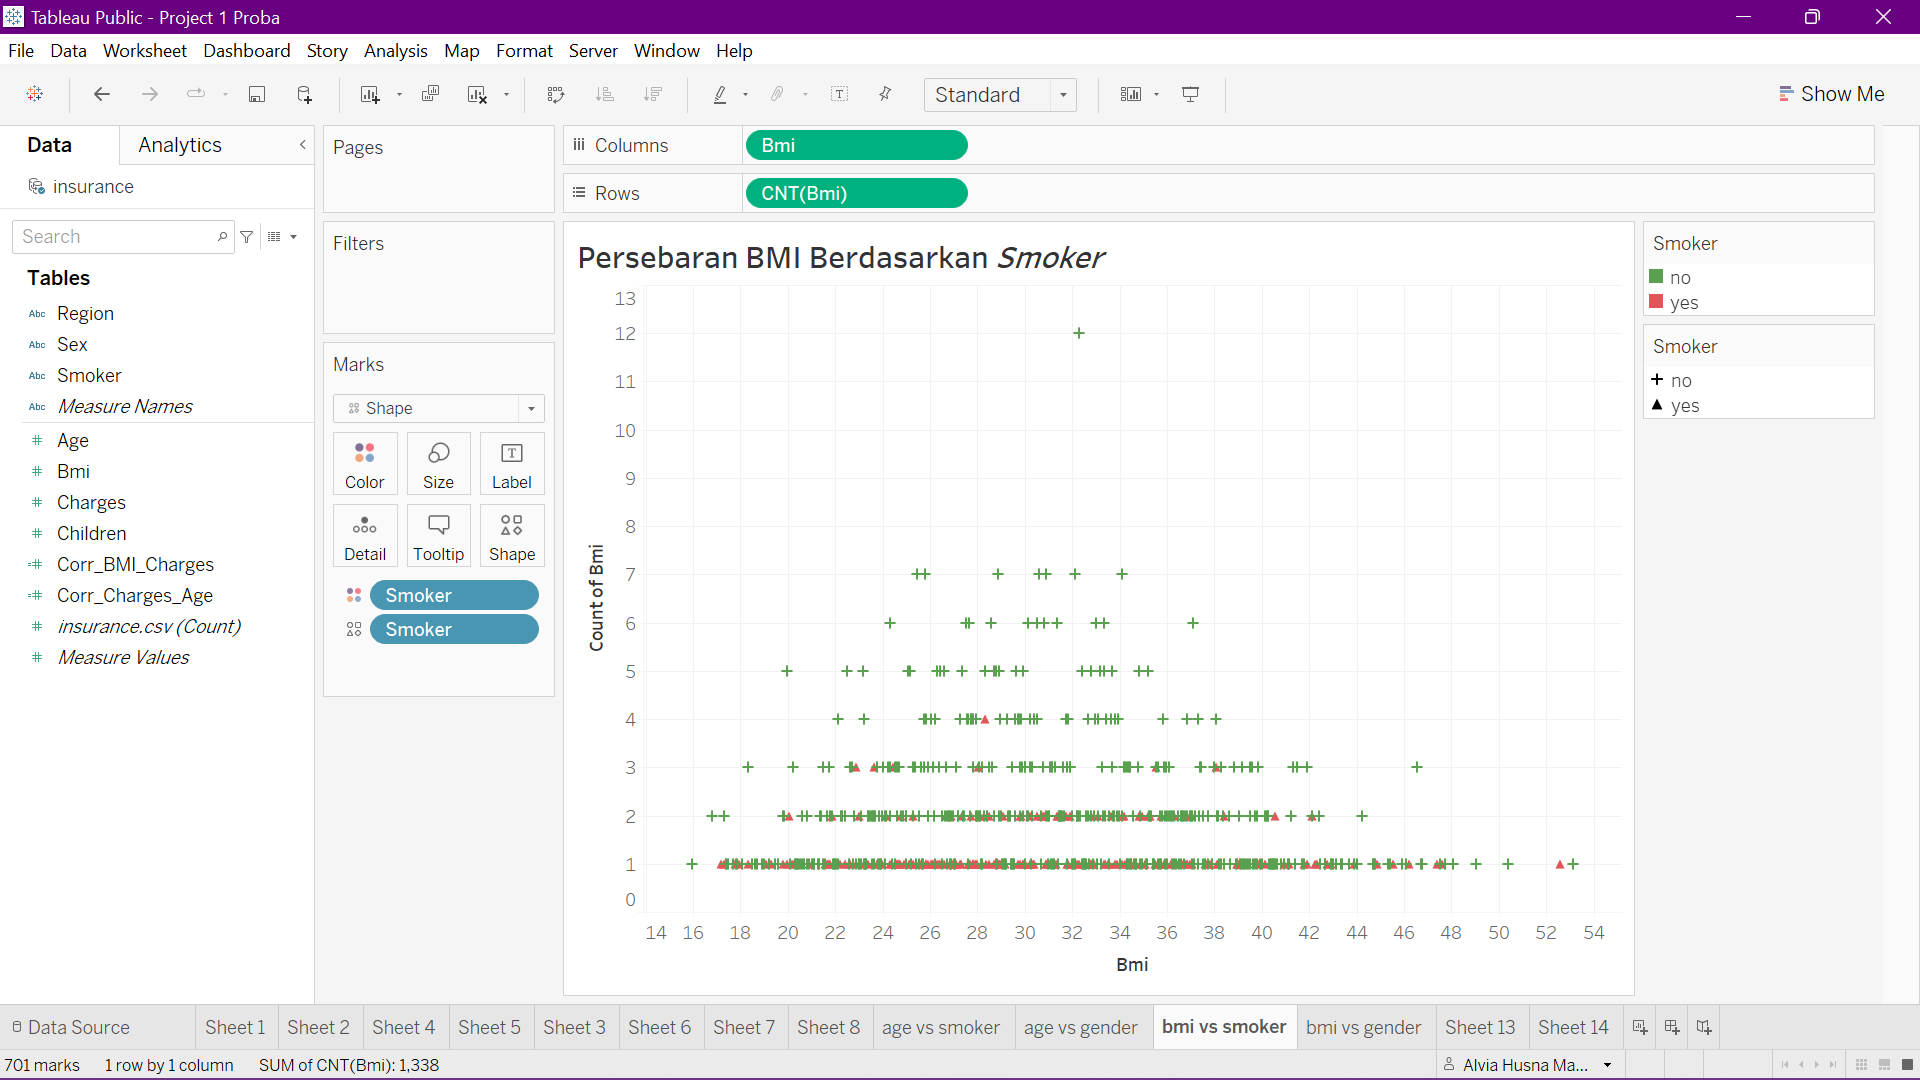 Tableau Public - Project 1 Proba
File Data Worksheet Dashboard Story Analysis Map Format Server Window Help
Standard
Show Me
Data
Analytics
insurance
Search
Tables
Abc Region
Abc Sex
Abc Smoker
Abc Measure Names
# Age
# Bmi
# Charges
# Children
=# Corr_BMI_Charges
=# Corr_Charges_Age
# insurance.csv (Count)
# Measure Values
Pages
Filters
Marks
Shape
Color
Size
Label
Detail
Tooltip
Shape
Smoker
Smoker
Columns
Bmi
Rows
CNT(Bmi)
Persebaran BMI Berdasarkan Smoker
Count of Bmi
13
12
11
10
9
8
7
6
5
4
3
2
1
0
14 16 18 20 22 24 26 28 30 32 34 36 38 40 42 44 46 48 50 52 54
Bmi
Smoker
no
yes
Smoker
no
yes
Data Source
Sheet 1
Sheet 2
Sheet 4
Sheet 5
Sheet 3
Sheet 6
Sheet 7
Sheet 8
age vs smoker
age vs gender
bmi vs smoker
bmi vs gender
Sheet 13
Sheet 14
701 marks
1 row by 1 column
SUM of CNT(Bmi): 1,338
Alvia Husna Ma...